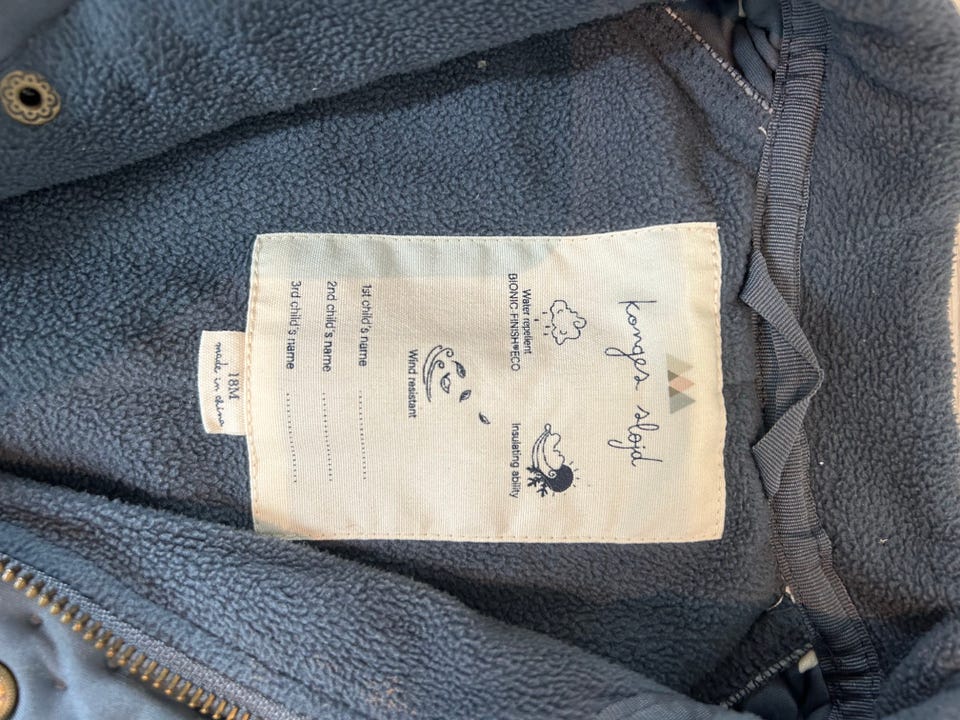 konges sløjd
Water repellent
BIONIC-FINISH®ECO
Insulating ability
Wind resistant
1st child's name ....................
2nd child's name ....................
3rd child's name ....................
18M
made in china